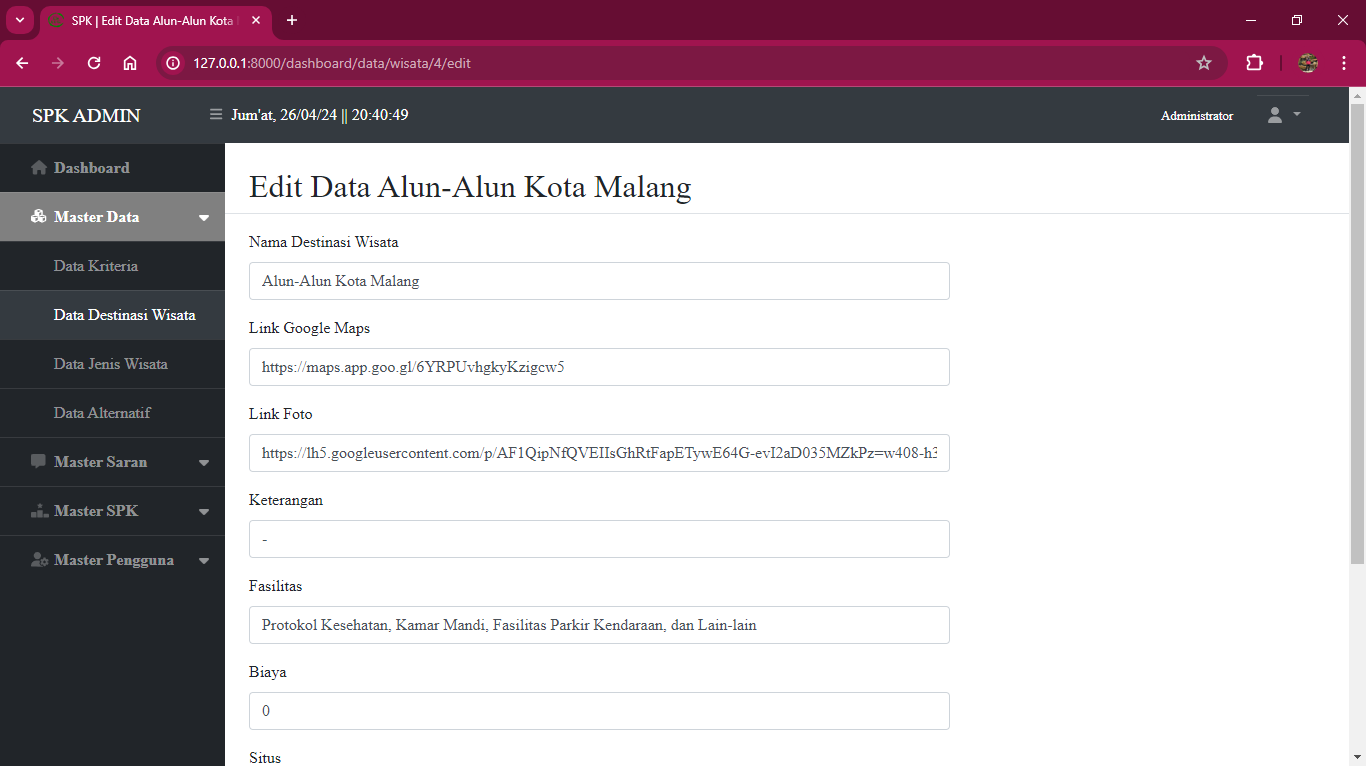 SPK | Edit Data Alun-Alun Kota
127.0.0.1:8000/dashboard/data/wisata/4/edit
SPK ADMIN
Jum'at, 26/04/24 || 20:40:49
Administrator
Dashboard
Master Data
Data Kriteria
Data Destinasi Wisata
Data Jenis Wisata
Data Alternatif
Master Saran
Master SPK
Master Pengguna
Edit Data Alun-Alun Kota Malang
Nama Destinasi Wisata
Alun-Alun Kota Malang
Link Google Maps
https://maps.app.goo.gl/6YRPUvhgkyKzigcw5
Link Foto
https://lh5.googleusercontent.com/p/AF1QipNfQVEIIsGhRtFapETywE64G-evI2aD035MZkPz=w408-h3
Keterangan
-
Fasilitas
Protokol Kesehatan, Kamar Mandi, Fasilitas Parkir Kendaraan, dan Lain-lain
Biaya
0
Situs